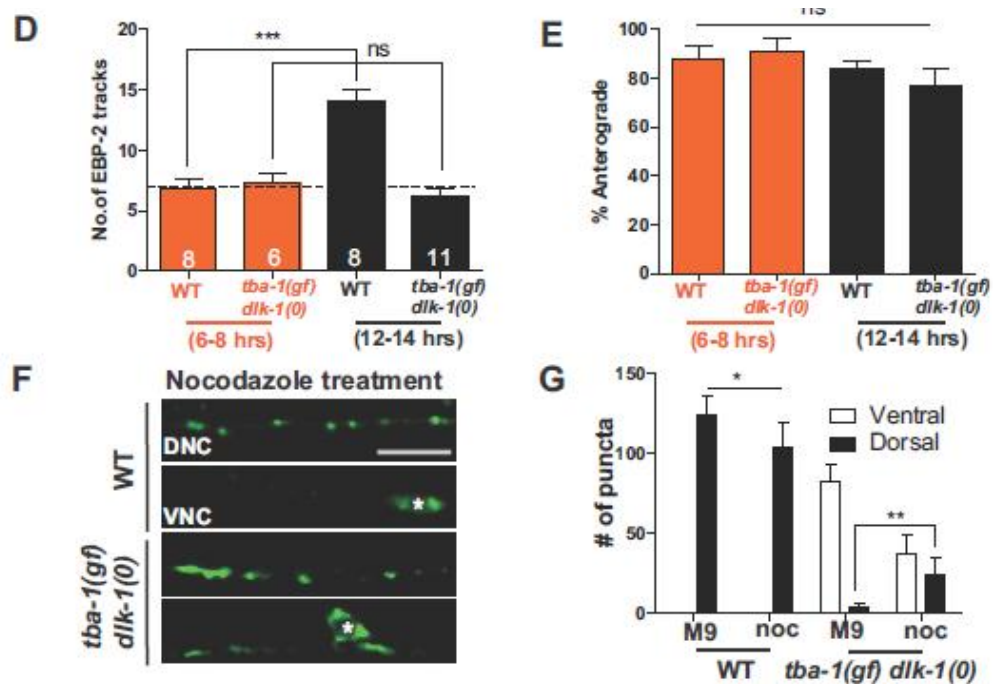 D
20
15
10
5
0
No.of EBP-2 tracks
***
ns
8
6
8
11
WT
tba-1(gf)
dlk-1(0)
WT
tba-1(gf)
dlk-1(0)
(6-8 hrs)
(12-14 hrs)
E
ns
100
80
60
40
20
0
% Anterograde
WT
tba-1(gf)
dlk-1(0)
WT
tba-1(gf)
dlk-1(0)
(6-8 hrs)
(12-14 hrs)
F
Nocodazole treatment
WT
DNC
VNC
*
tba-1(gf)
dlk-1(0)
*
G
150
100
50
0
# of puncta
*
**
Ventral
Dorsal
M9 noc M9 noc
WT tba-1(gf) dlk-1(0)